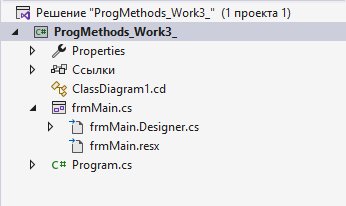 Решение "ProgMethods_Work3_" (1 проекта 1)
C# ProgMethods_Work3_
Properties
Ссылки
ClassDiagram1.cd
frmMain.cs
frmMain.Designer.cs
frmMain.resx
C# Program.cs